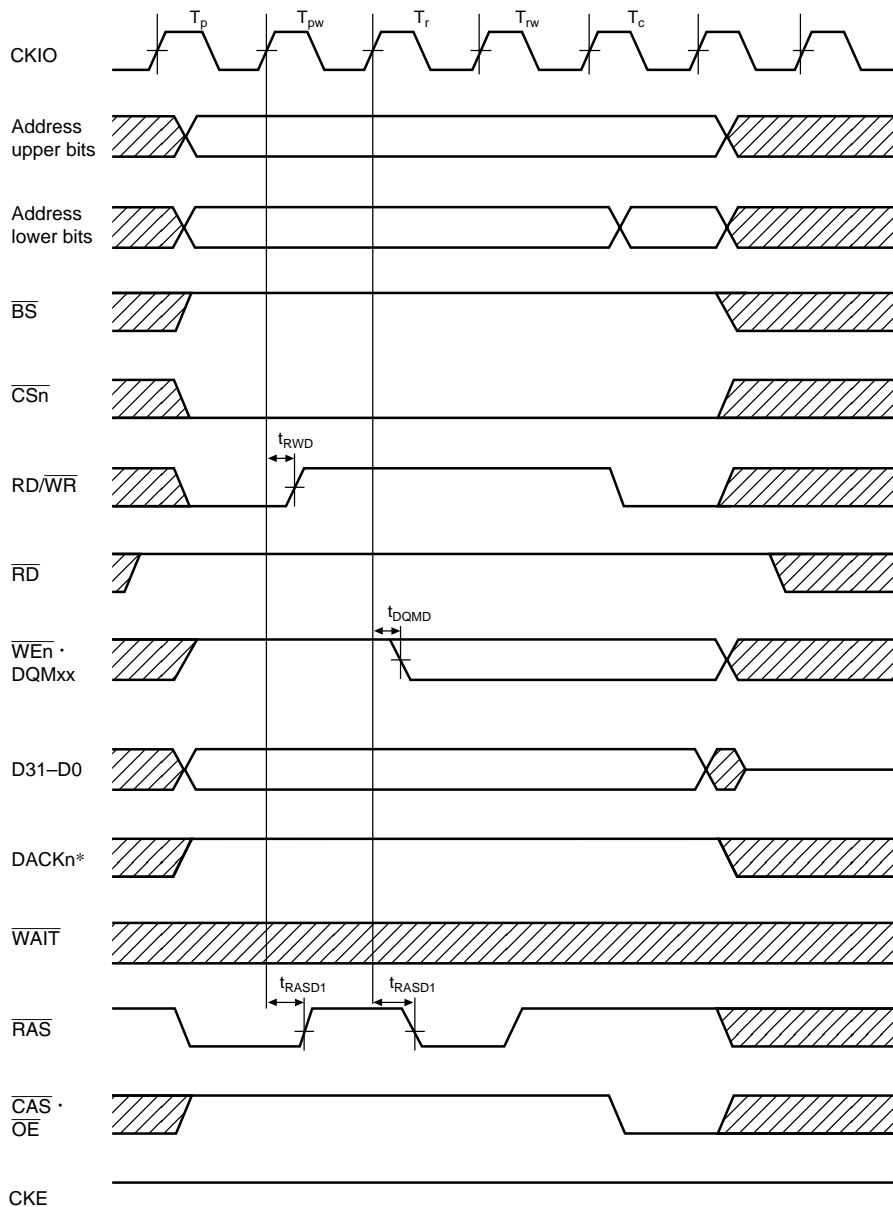 Tp Tpw Tr Trw Tc
CKIO
Address
upper bits
Address
lower bits
BS
CSn
tRWD
RD/WR
RD
tDQMD
WEn ·
DQMxx
D31–D0
DACKn*
WAIT
tRASD1 tRASD1
RAS
CAS ·
OE
CKE